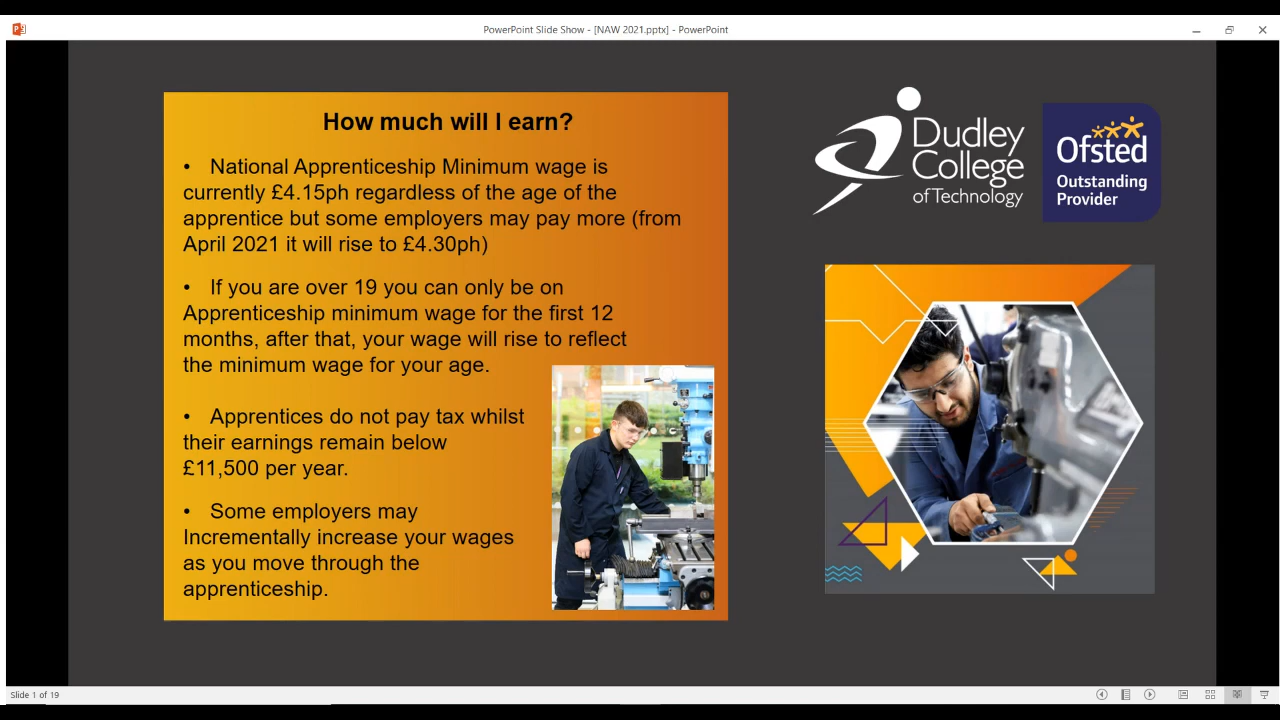 PowerPoint Slide Show - [NAW 2021.pptx] - PowerPoint
How much will I earn?
• National Apprenticeship Minimum wage is
currently £4.15ph regardless of the age of the
apprentice but some employers may pay more (from
April 2021 it will rise to £4.30ph)
• If you are over 19 you can only be on
Apprenticeship minimum wage for the first 12
months, after that, your wage will rise to reflect
the minimum wage for your age.
• Apprentices do not pay tax whilst
their earnings remain below
£11,500 per year.
• Some employers may
Incrementally increase your wages
as you move through the
apprenticeship.
Dudley
College
of Technology
Ofsted
Outstanding
Provider
Slide 1 of 19